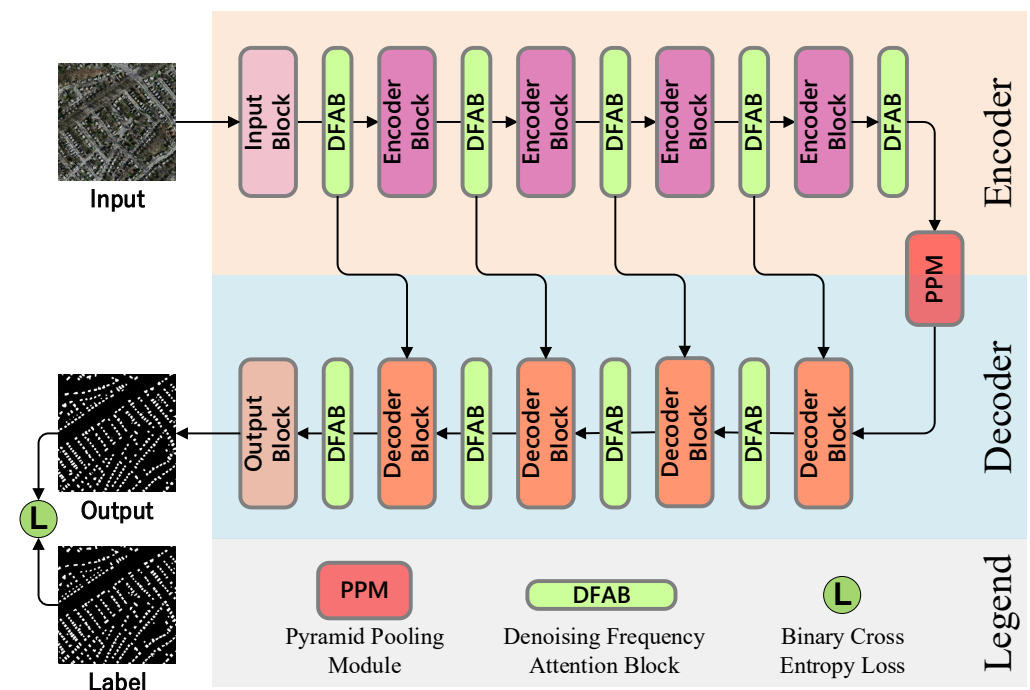 Input
Block
DFAB
Encoder
Block
DFAB
Encoder
Block
DFAB
Encoder
Block
DFAB
Encoder
Block
DFAB
Encoder
Input
PPM
Output
Block
DFAB
Decoder
Block
DFAB
Decoder
Block
DFAB
Decoder
Block
DFAB
Decoder
Block
Decoder
Output
L
Label
PPM
Pyramid Pooling
Module
DFAB
Denoising Frequency
Attention Block
L
Binary Cross
Entropy Loss
Legend